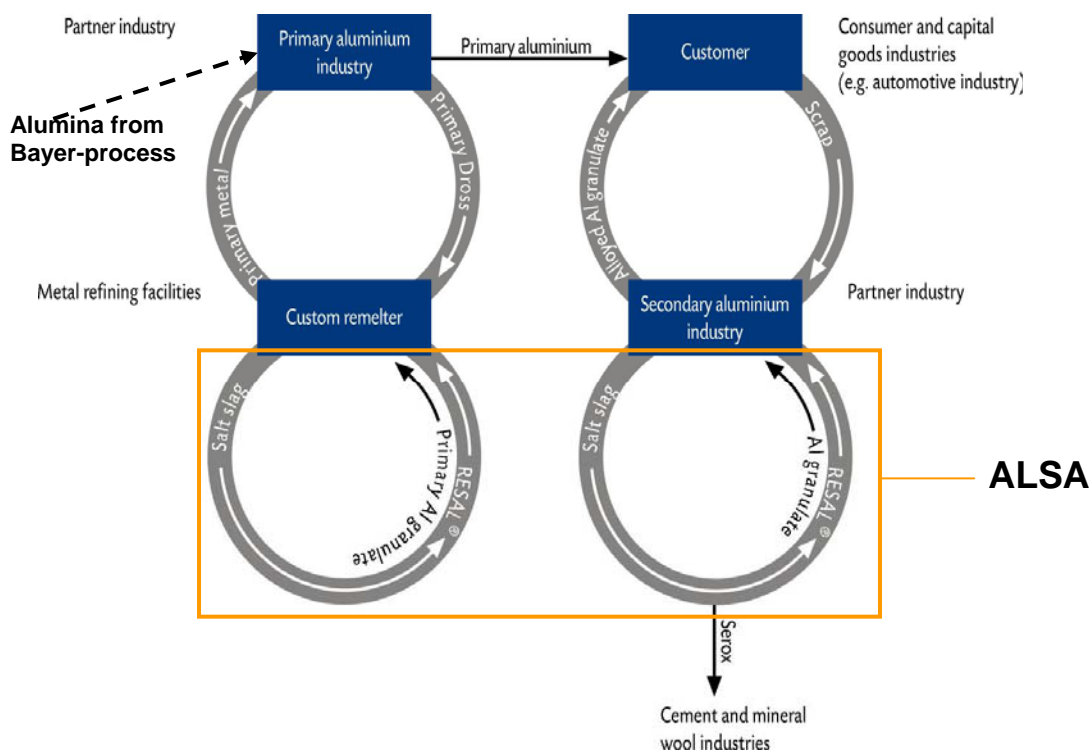 Partner industry
Primary aluminium
industry
Primary aluminium
Customer
Consumer and capital
goods industries
(e.g. automotive industry)
Alumina from
Bayer-process
Primary metal
Primary Dross
Alloyed Al granulate
Scrap
Metal refining facilities
Custom remelter
Secondary aluminium
industry
Partner industry
Salt slag
Primary Al granulate
RESAL ®
Salt slag
Al granulate
RESAL ®
ALSA
Serox
Cement and mineral
wool industries